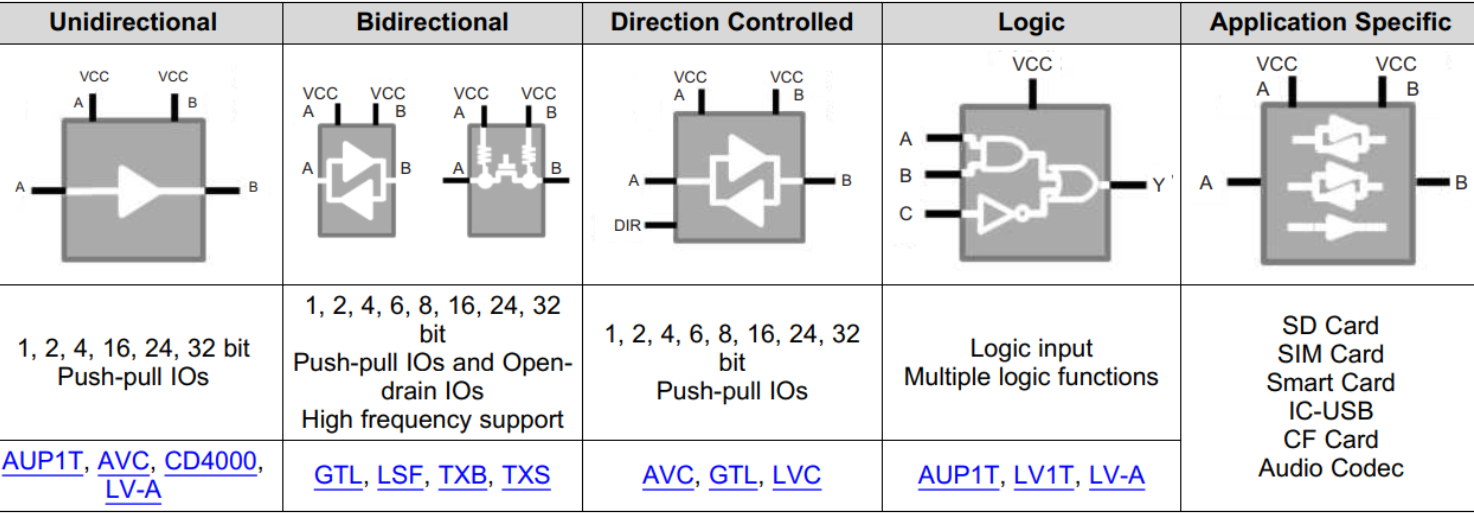 Unidirectional
Bidirectional
Direction Controlled
Logic
Application Specific
VCC VCC
A B
A B
VCC VCC
A B
A B
VCC VCC
A B
A B
VCC VCC
A B
A B
DIR
VCC
A
B
C
Y
VCC VCC
A B
A B
1, 2, 4, 16, 24, 32 bit
Push-pull IOs
1, 2, 4, 6, 8, 16, 24, 32
bit
Push-pull IOs and Open-
drain IOs
High frequency support
1, 2, 4, 6, 8, 16, 24, 32
bit
Push-pull IOs
Logic input
Multiple logic functions
SD Card
SIM Card
Smart Card
IC-USB
CF Card
Audio Codec
AUP1T, AVC, CD4000,
LV-A
GTL, LSF, TXB, TXS
AVC, GTL, LVC
AUP1T, LV1T, LV-A